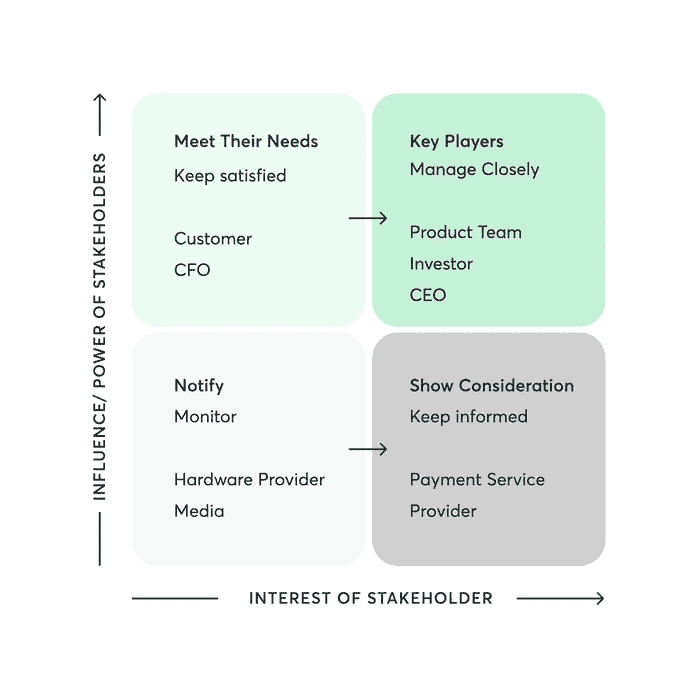 INFLUENCE/ POWER OF STAKEHOLDERS
Meet Their Needs
Keep satisfied
Customer
CFO
Key Players
Manage Closely
Product Team
Investor
CEO
Notify
Monitor
Hardware Provider
Media
Show Consideration
Keep informed
Payment Service
Provider
INTEREST OF STAKEHOLDER